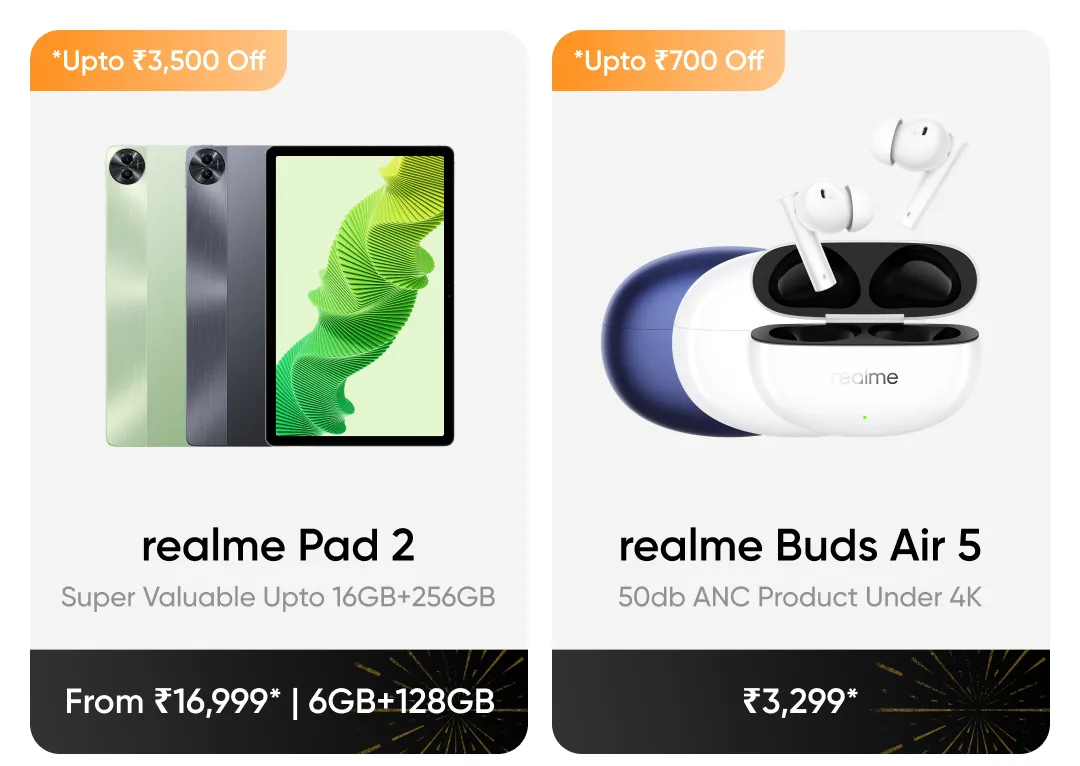 *Upto ₹3,500 Off
realme Pad 2
Super Valuable Upto 16GB+256GB
From ₹16,999* | 6GB+128GB
*Upto ₹700 Off
realme
realme Buds Air 5
50db ANC Product Under 4K
₹3,299*